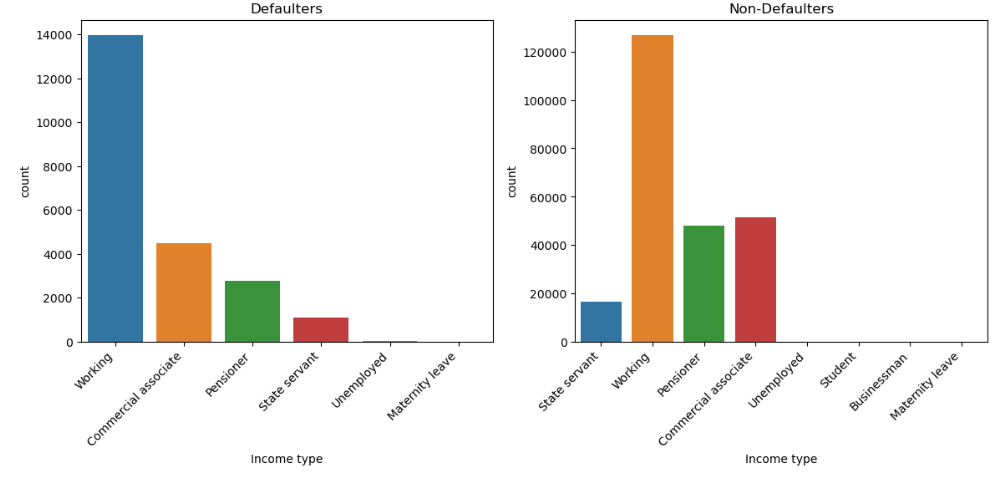 Defaulters
14000
12000
10000
8000
6000
4000
2000
0
count
Working
Commercial associate
Pensioner
State servant
Unemployed
Maternity leave
Income type
Non-Defaulters
120000
100000
80000
60000
40000
20000
0
count
State servant
Working
Pensioner
Commercial associate
Unemployed
Student
Businessman
Maternity leave
Income type